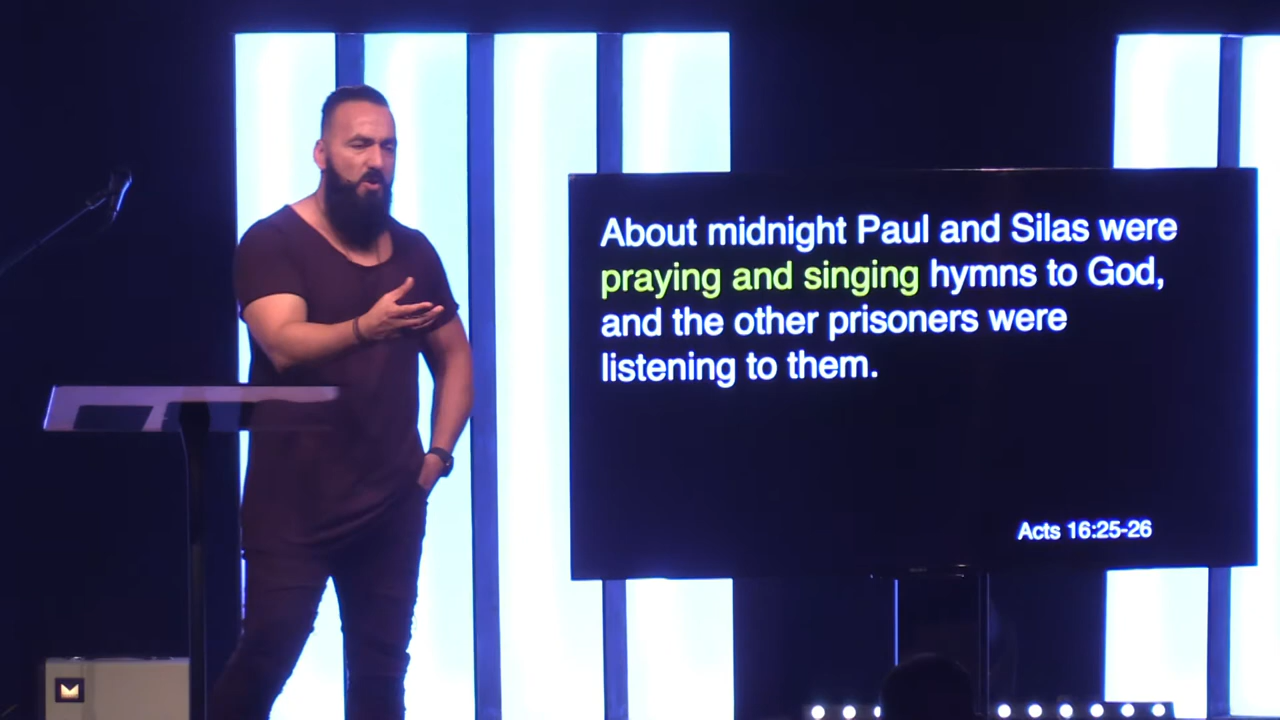 About midnight Paul and Silas were
praying and singing hymns to God,
and the other prisoners were
listening to them.
Acts 16:25-26